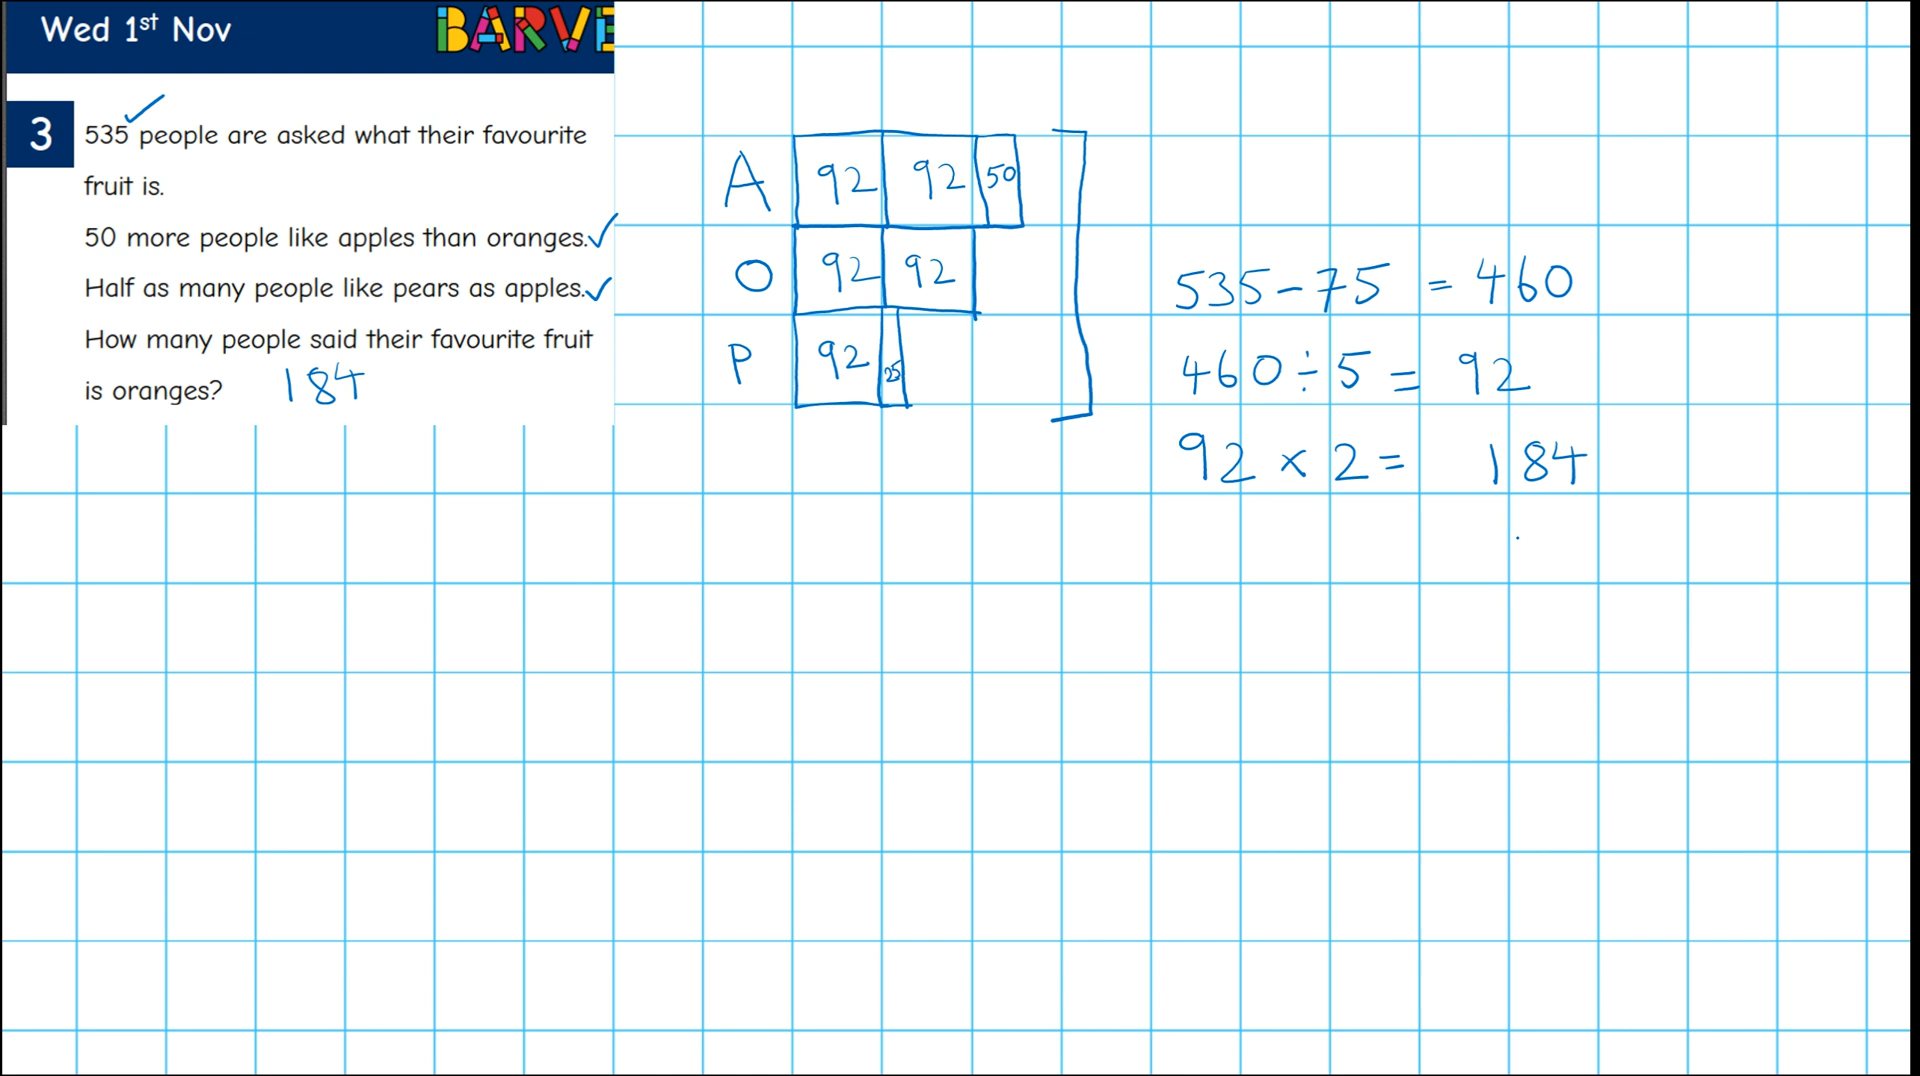 Wed 1st Nov
BARVE
3
535 people are asked what their favourite
fruit is.
50 more people like apples than oranges.
Half as many people like pears as apples.
How many people said their favourite fruit
is oranges? 184
A 92 92 50
O 92 92
P 92 25
535 - 75 = 460
460 ÷ 5 = 92
92 × 2 = 184